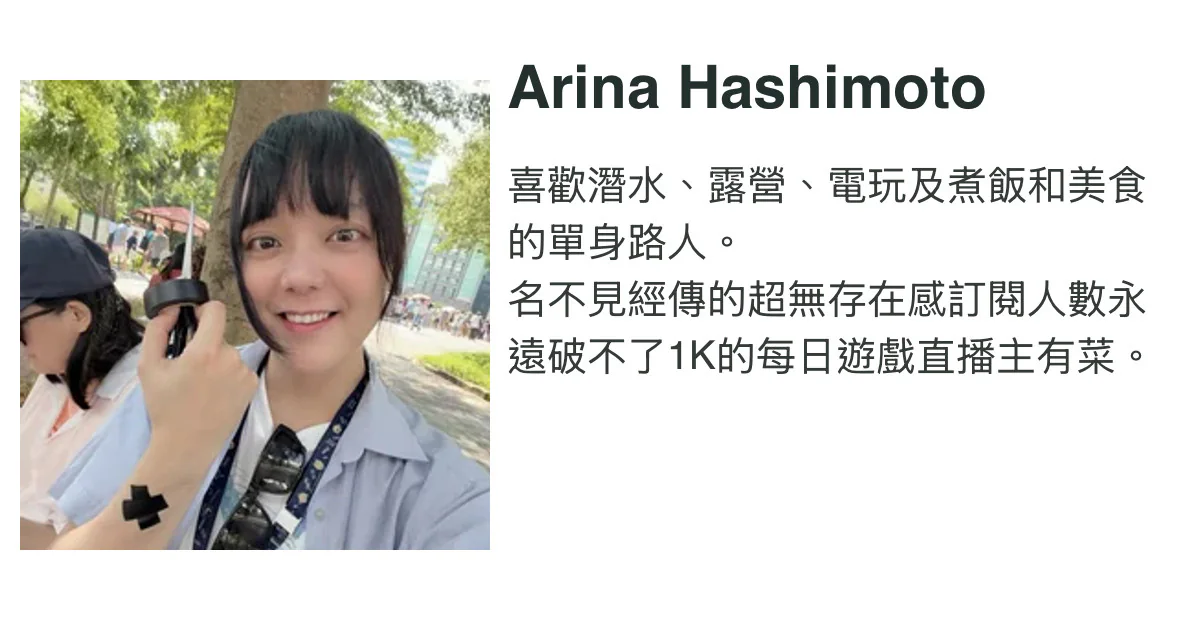 Arina Hashimoto
喜歡潛水、露營、電玩及煮飯和美食
的單身路人。
名不見經傳的超無存在感訂閱人數永
遠破不了1K的每日遊戲直播主有菜。